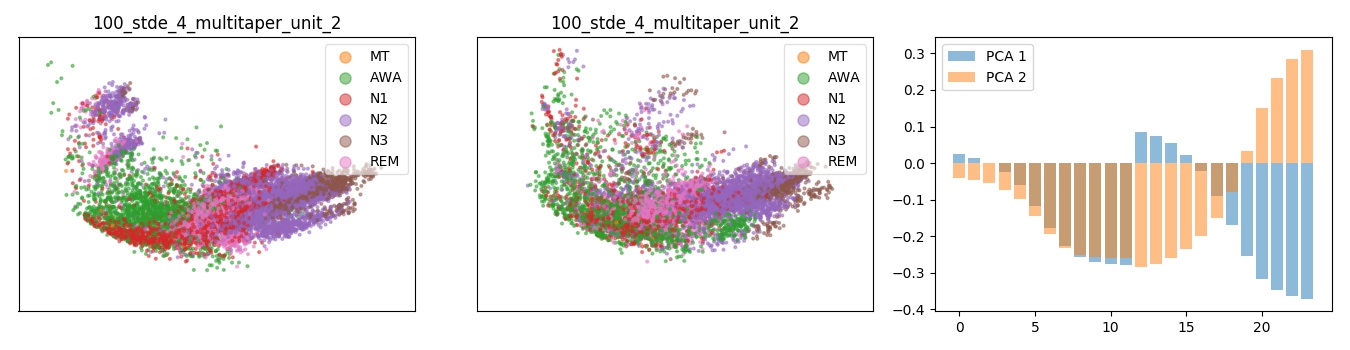 100_stde_4_multitaper_unit_2
MT
AWA
N1
N2
N3
REM
100_stde_4_multitaper_unit_2
MT
AWA
N1
N2
N3
REM
PCA 1
PCA 2
0.3
0.2
0.1
0.0
−0.1
−0.2
−0.3
−0.4
0 5 10 15 20